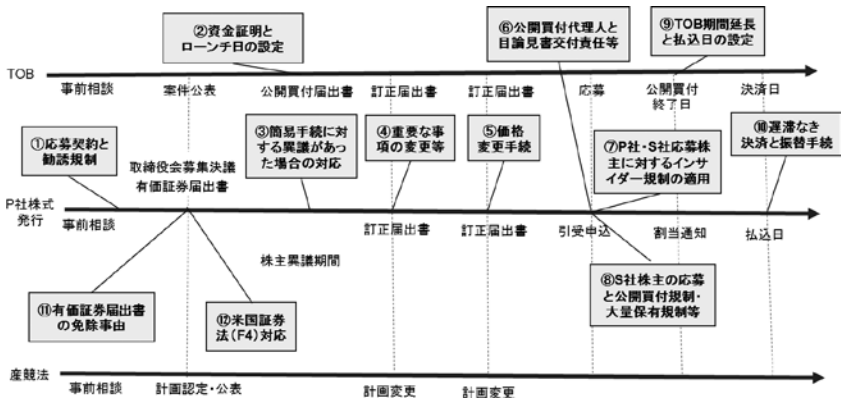 ②資金証明と
ローンチ日の設定
⑥公開買付代理人と
目論見書交付責任等
⑨TOB期間延長
と払込日の設定
TOB
事前相談
案件公表
公開買付届出書
訂正届出書
訂正届出書
応募
公開買付
終了日
決済日
①応募契約と
勧誘規制
取締役会募集決議
有価証券届出書
③簡易手続に対
する異議があっ
た場合の対応
④重要な事
項の変更等
⑤価格
変更手続
⑦P社・S社応募株
主に対するインサ
イダー規制の適用
⑩遅滞なき
決済と振替手続
P社株式
発行
事前相談
訂正届出書
訂正届出書
引受申込
割当通知
払込日
株主異議期間
⑪有価証券届出書
の免除事由
⑫米国証券
法(F4)対応
⑧S社株主の応募
と公開買付規制・
大量保有規制等
産競法
事前相談
計画認定・公表
計画変更
計画変更